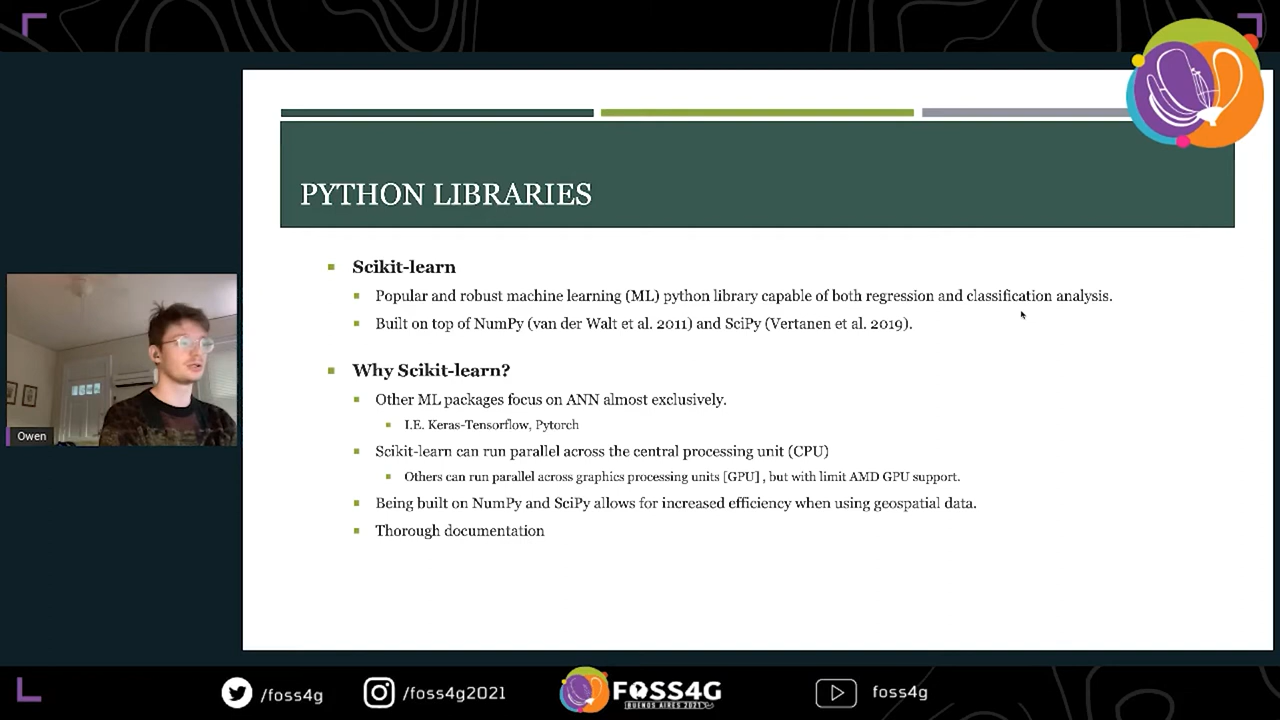 PYTHON LIBRARIES
Scikit-learn
Popular and robust machine learning (ML) python library capable of both regression and classification analysis.
Built on top of NumPy (van der Walt et al. 2011) and SciPy (Vertanen et al. 2019).
Why Scikit-learn?
Other ML packages focus on ANN almost exclusively.
I.E. Keras-Tensorflow, Pytorch
Scikit-learn can run parallel across the central processing unit (CPU)
Others can run parallel across graphics processing units [GPU] , but with limit AMD GPU support.
Being built on NumPy and SciPy allows for increased efficiency when using geospatial data.
Thorough documentation
Owen
/foss4g
/foss4g2021
FOSS4G
BUENOS AIRES 2021
foss4g